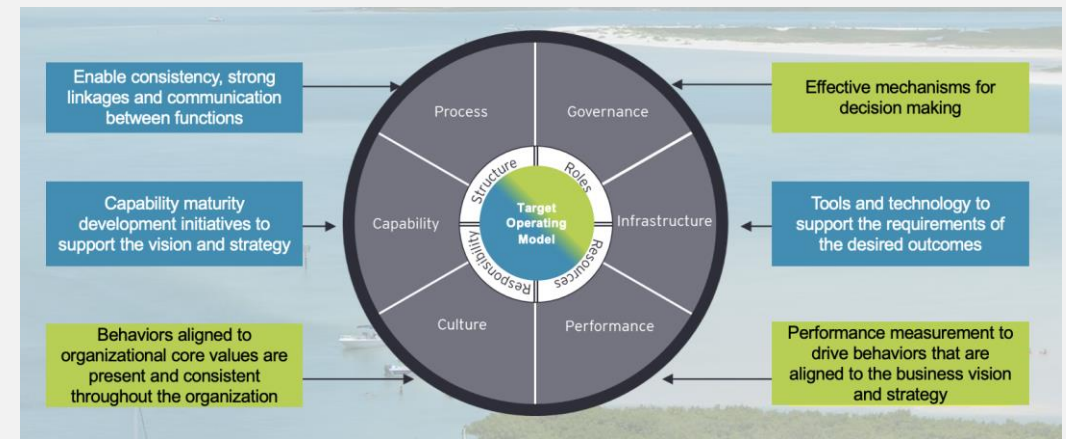 Enable consistency, strong
linkages and communication
between functions
Capability maturity
development initiatives to
support the vision and strategy
Behaviors aligned to
organizational core values are
present and consistent
throughout the organization
Process
Governance
Capability
Infrastructure
Culture
Performance
Structure
Roles
Responsibility
Resources
Target
Operating
Model
Effective mechanisms for
decision making
Tools and technology to
support the requirements of
the desired outcomes
Performance measurement to
drive behaviors that are
aligned to the business vision
and strategy